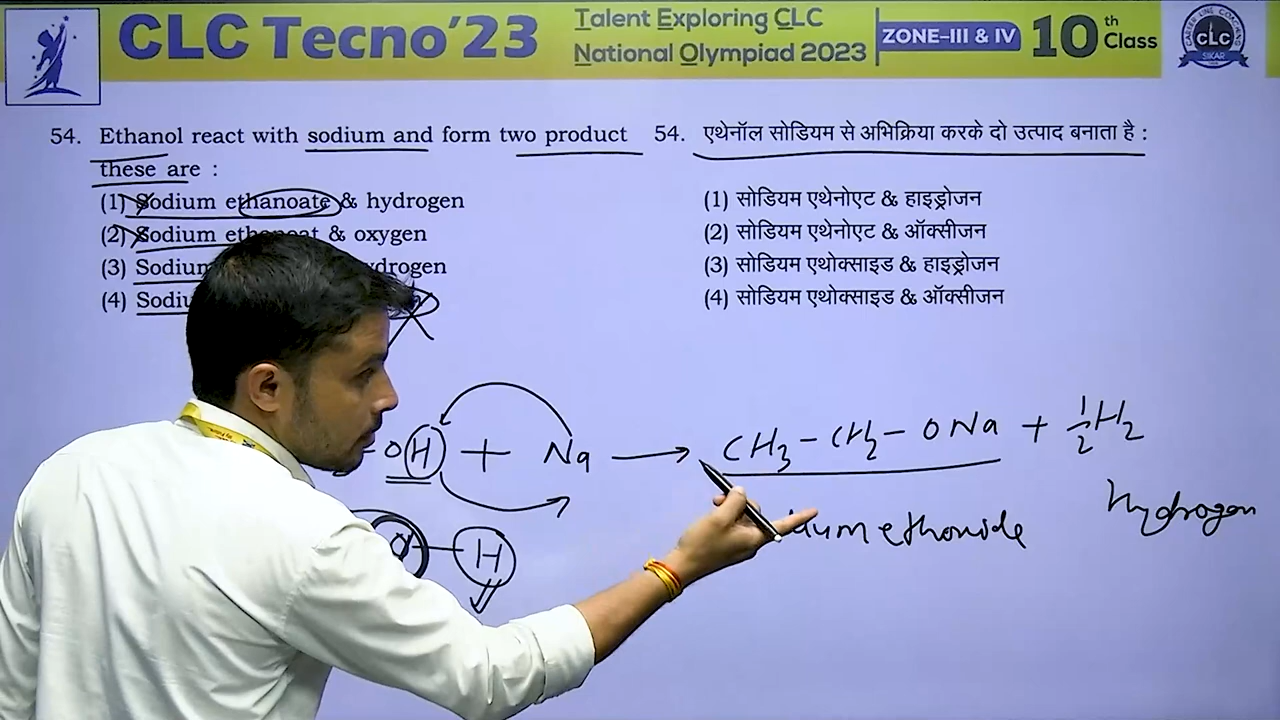 CLC Tecno'23
Talent Exploring CLC
National Olympiad 2023
ZONE–III & IV
10th Class
CLC
SIKAR
54. Ethanol react with sodium and form two product
these are :
(1) Sodium ethanoate & hydrogen
(2) Sodium & oxygen
(3) Sodium
(4)
54. एथेनॉल सोडियम से अभिक्रिया करके दो उत्पाद बनाता है :
(1) सोडियम एथेनोएट & हाइड्रोजन
(2) सोडियम एथेनोएट & ऑक्सीजन
(3) सोडियम एथोक्साइड & हाइड्रोजन
(4) सोडियम एथोक्साइड & ऑक्सीजन
OH + Na → CH3 – CH2 – ONa + 1/2 H2
Hydrogen
H